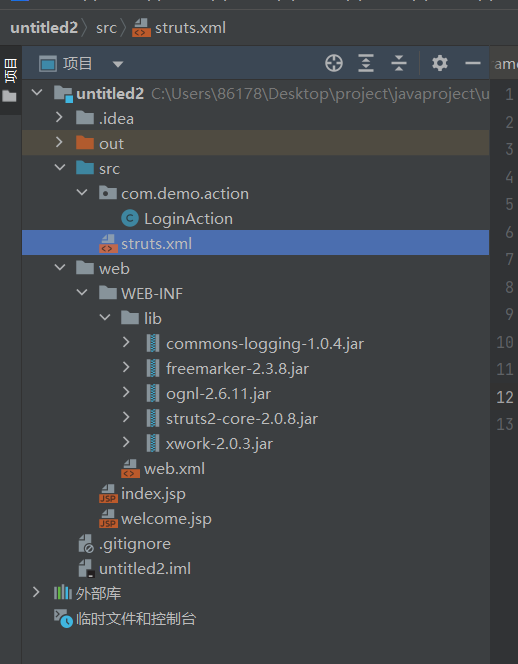 untitled2 src struts.xml
项目
项目
rame
untitled2 C:\Users\86178\Desktop\project\javaproject\u
.idea
out
src
com.demo.action
LoginAction
struts.xml
web
WEB-INF
lib
commons-logging-1.0.4.jar
freemarker-2.3.8.jar
ognl-2.6.11.jar
struts2-core-2.0.8.jar
xwork-2.0.3.jar
web.xml
index.jsp
welcome.jsp
.gitignore
untitled2.iml
外部库
临时文件和控制台
1
2
3
4
5
6
7
8
9
10
11
12
13